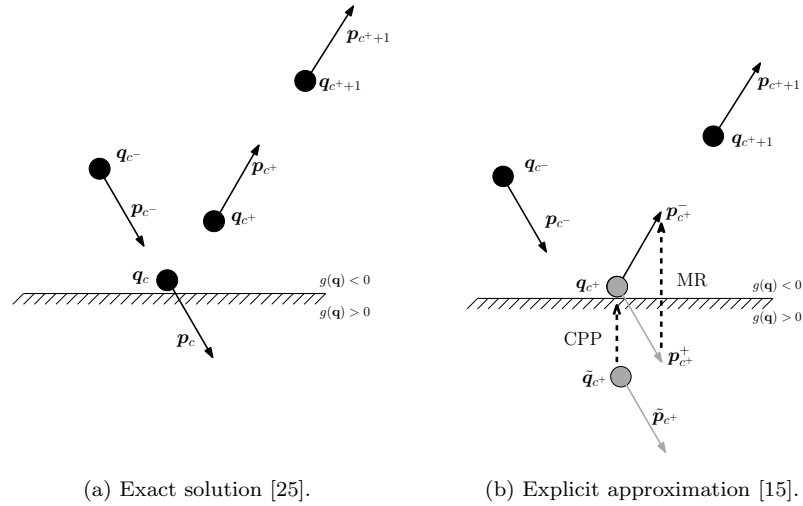 p_{c^++1}
q_{c^++1}
q_{c^-}
p_{c^+}
p_{c^-}
q_{c^+}
q_c
g(q) < 0
g(q) > 0
p_c
(a) Exact solution [25].
p_{c^++1}
q_{c^++1}
q_{c^-}
p_{c^-}
p^-_{c^+}
q_{c^+}
MR
g(q) < 0
g(q) > 0
CPP
p^+_{c^+}
q̃_{c^+}
p̃_{c^+}
(b) Explicit approximation [15].